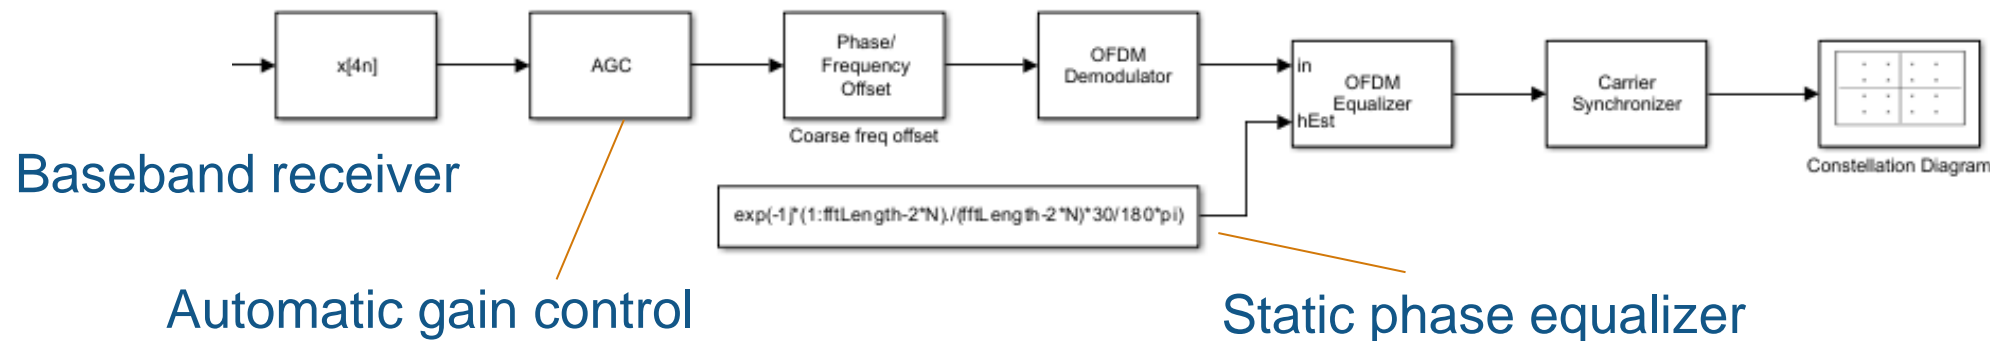 x[4n]
AGC
Phase/
Frequency
Offset
Coarse freq offset
OFDM
Demodulator
in
hEst
OFDM
Equalizer
Carrier
Synchronizer
Constellation Diagram
Baseband receiver
exp(-1j*(1:fftLength-2*N)./(fftLength-2*N)*30/180*pi)
Automatic gain control
Static phase equalizer